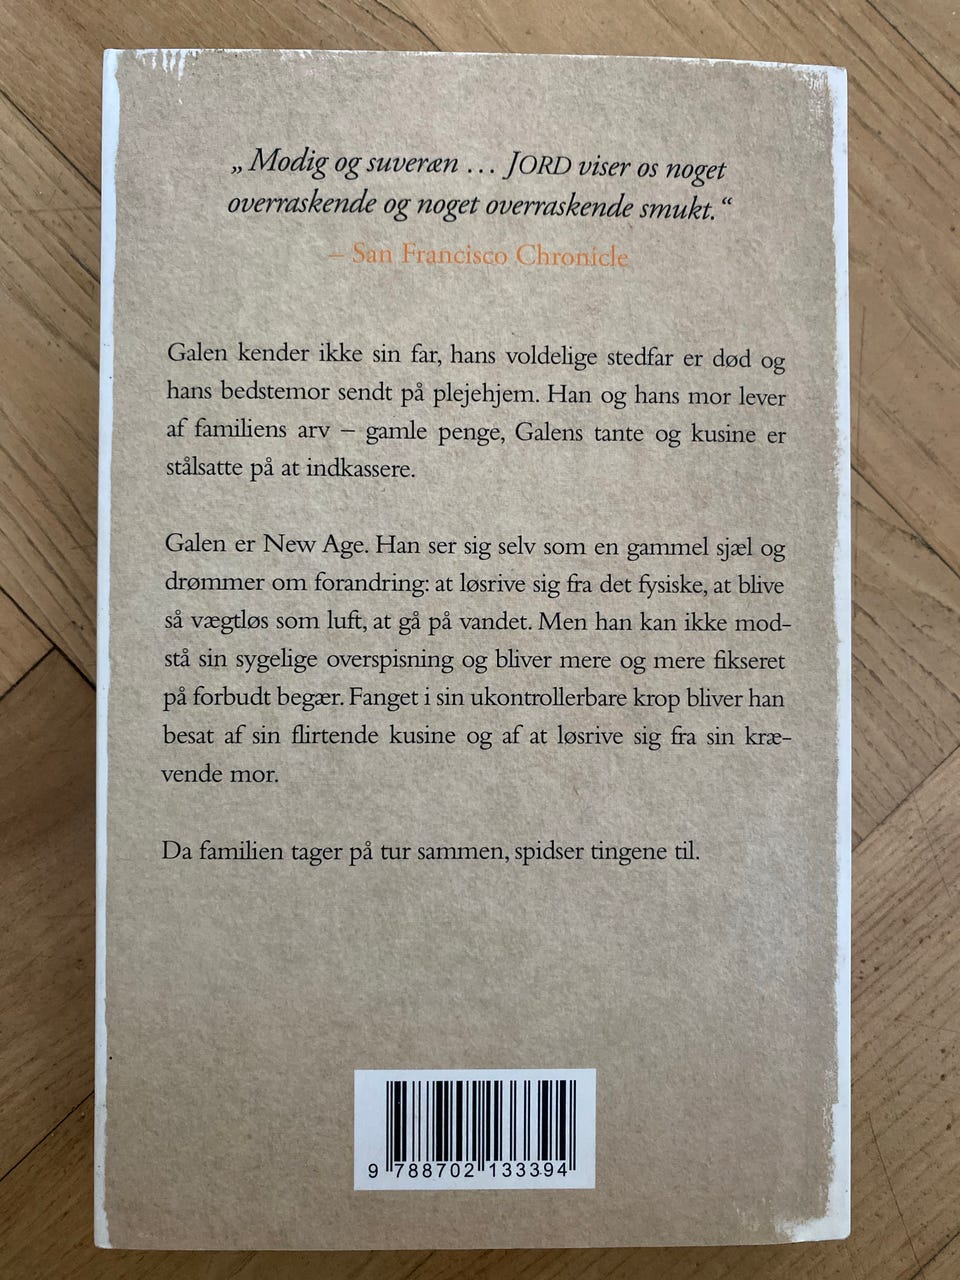 „Modig og suveræn … JORD viser os noget
overraskende og noget overraskende smukt.“
– San Francisco Chronicle
Galen kender ikke sin far, hans voldelige stedfar er død og
hans bedstemor sendt på plejehjem. Han og hans mor lever
af familiens arv – gamle penge, Galens tante og kusine er
stålsatte på at indkassere.
Galen er New Age. Han ser sig selv som en gammel sjæl og
drømmer om forandring: at løsrive sig fra det fysiske, at blive
så vægtløs som luft, at gå på vandet. Men han kan ikke mod-
stå sin sygelige overspisning og bliver mere og mere fikseret
på forbudt begær. Fanget i sin ukontrollerbare krop bliver han
besat af sin flirtende kusine og af at løsrive sig fra sin kræ-
vende mor.
Da familien tager på tur sammen, spidser tingene til.
9 788702 133394